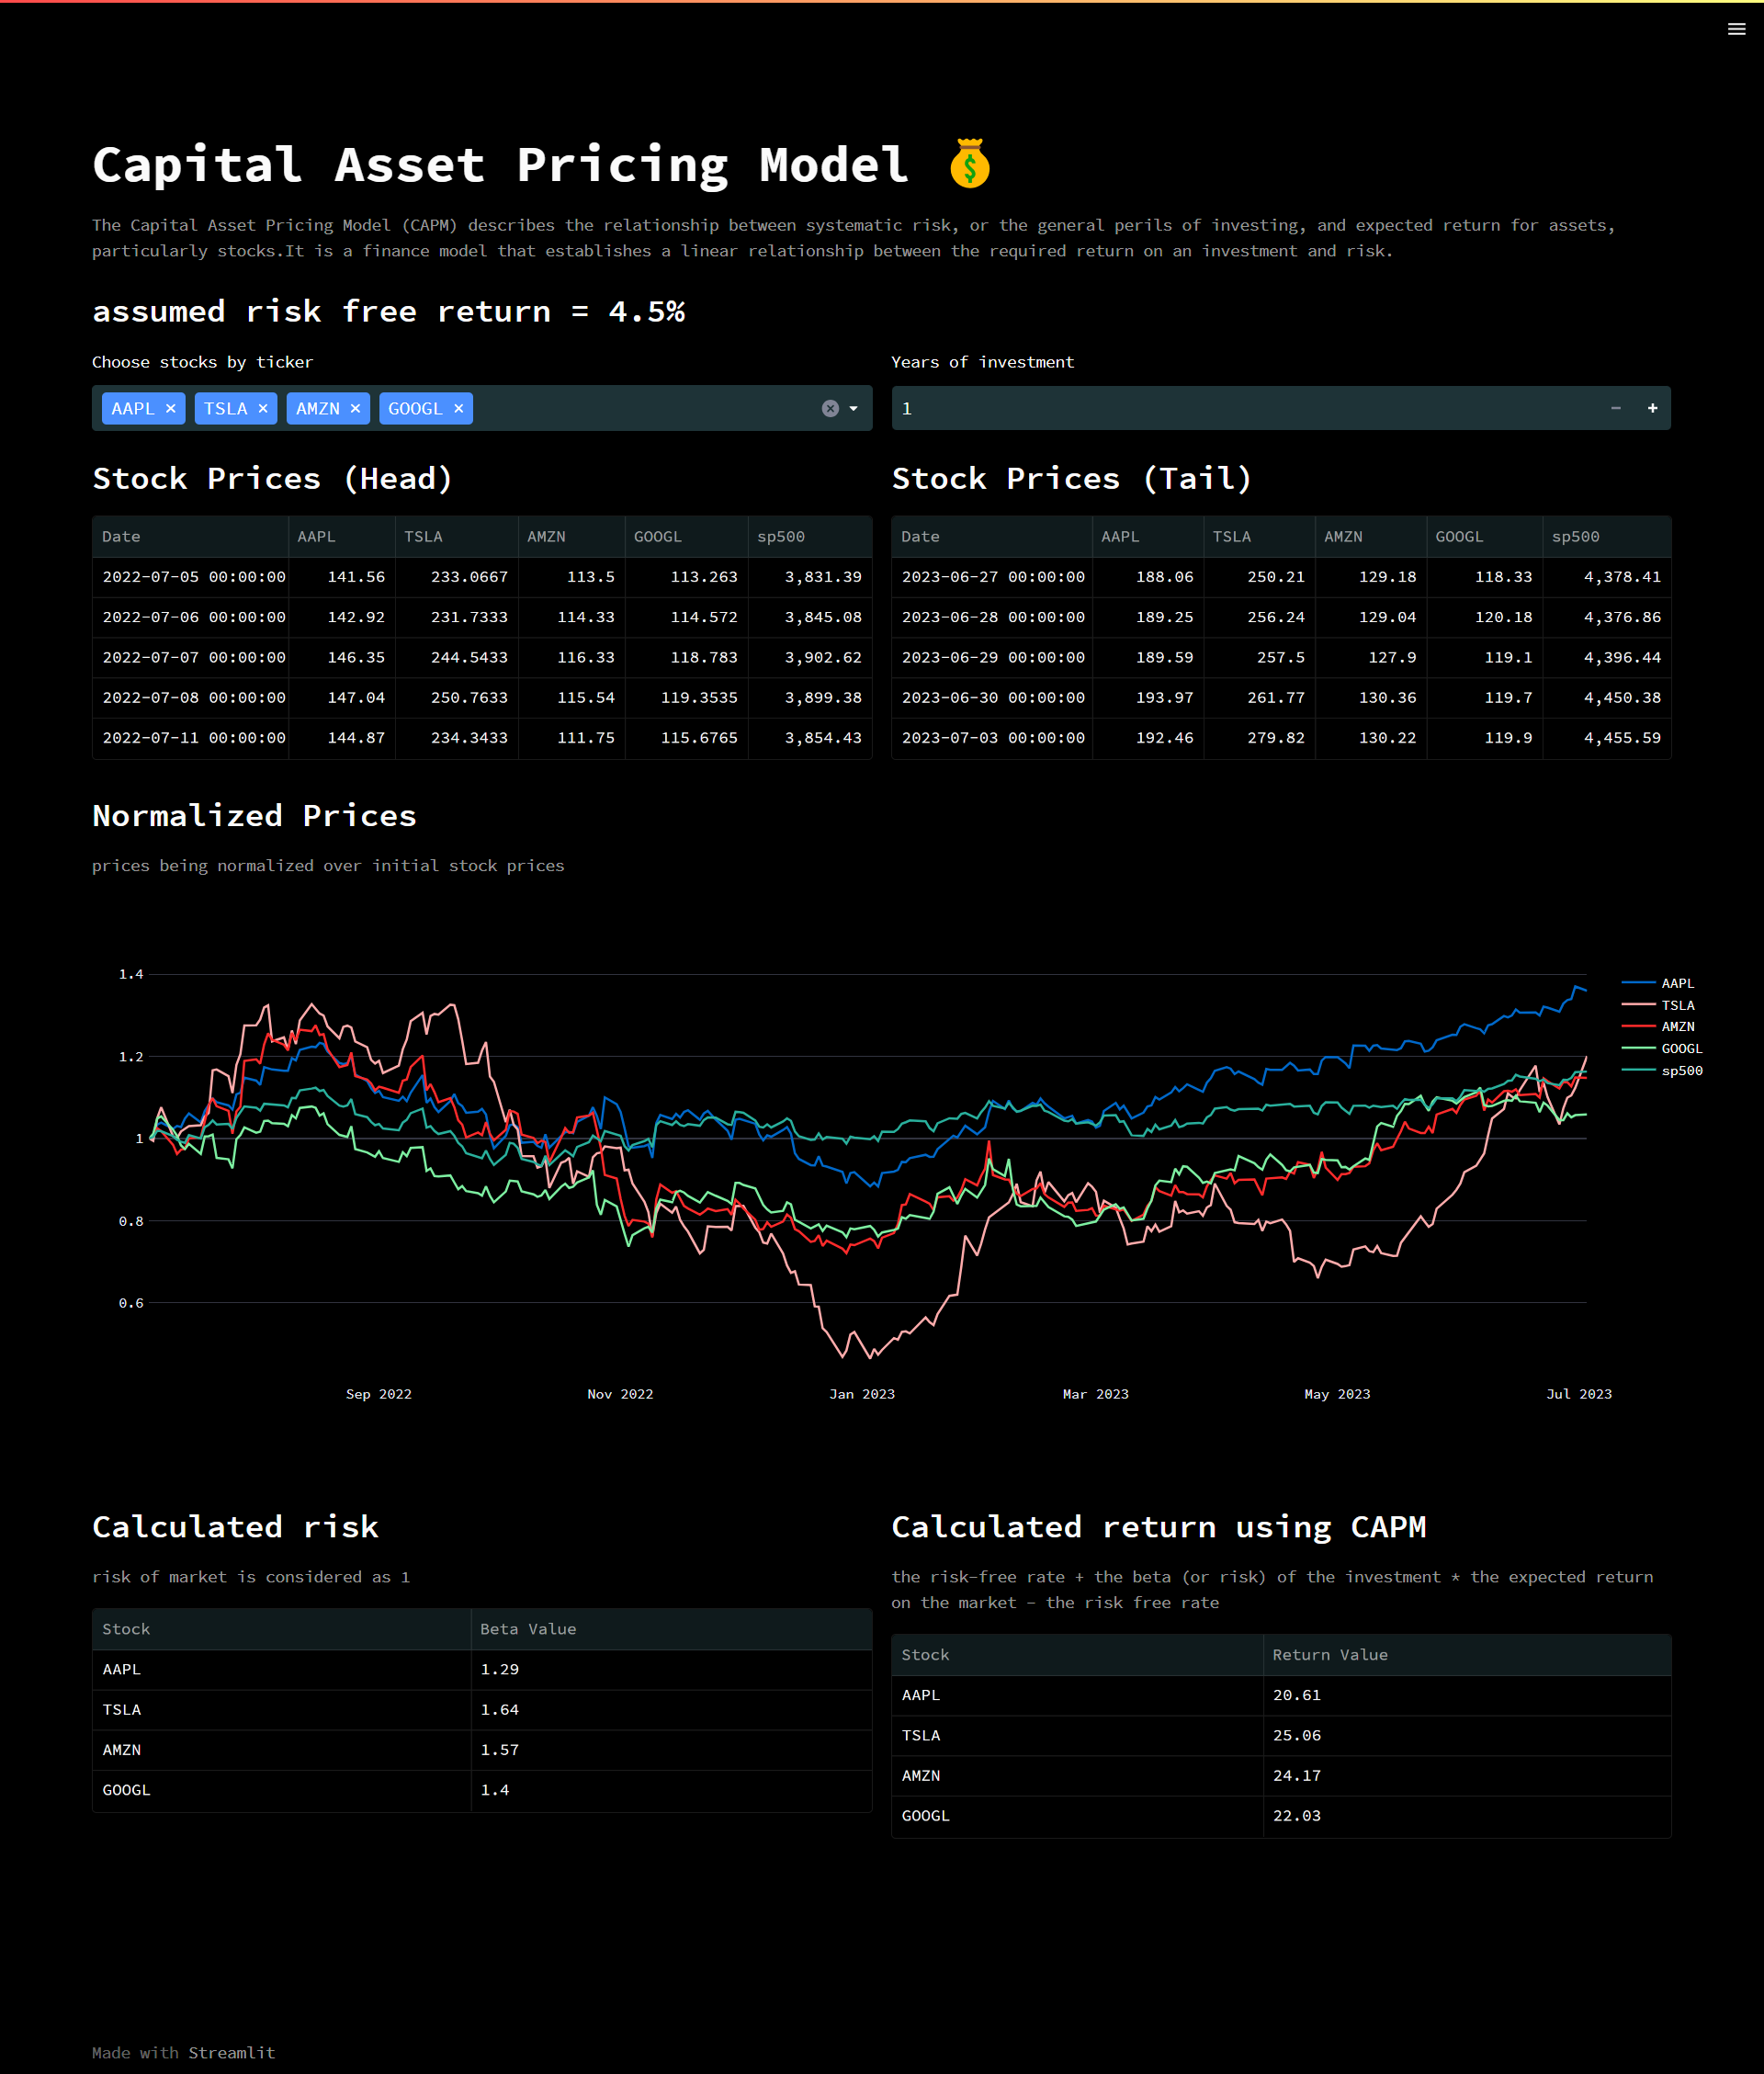 Capital Asset Pricing Model
The Capital Asset Pricing Model (CAPM) describes the relationship between systematic risk, or the general perils of investing, and expected return for assets,
particularly stocks.It is a finance model that establishes a linear relationship between the required return on an investment and risk.
assumed risk free return = 4.5%
Choose stocks by ticker
AAPL TSLA AMZN GOOGL
Years of investment
1
Stock Prices (Head)
Date AAPL TSLA AMZN GOOGL sp500
2022-07-05 00:00:00 141.56 233.0667 113.5 113.263 3,831.39
2022-07-06 00:00:00 142.92 231.7333 114.33 114.572 3,845.08
2022-07-07 00:00:00 146.35 244.5433 116.33 118.783 3,902.62
2022-07-08 00:00:00 147.04 250.7633 115.54 119.3535 3,899.38
2022-07-11 00:00:00 144.87 234.3433 111.75 115.6765 3,854.43
Stock Prices (Tail)
Date AAPL TSLA AMZN GOOGL sp500
2023-06-27 00:00:00 188.06 250.21 129.18 118.33 4,378.41
2023-06-28 00:00:00 189.25 256.24 129.04 120.18 4,376.86
2023-06-29 00:00:00 189.59 257.5 127.9 119.1 4,396.44
2023-06-30 00:00:00 193.97 261.77 130.36 119.7 4,450.38
2023-07-03 00:00:00 192.46 279.82 130.22 119.9 4,455.59
Normalized Prices
prices being normalized over initial stock prices
1.4
1.2
1
0.8
0.6
Sep 2022 Nov 2022 Jan 2023 Mar 2023 May 2023 Jul 2023
AAPL
TSLA
AMZN
GOOGL
sp500
Calculated risk
risk of market is considered as 1
Stock Beta Value
AAPL 1.29
TSLA 1.64
AMZN 1.57
GOOGL 1.4
Calculated return using CAPM
the risk-free rate + the beta (or risk) of the investment * the expected return
on the market - the risk free rate
Stock Return Value
AAPL 20.61
TSLA 25.06
AMZN 24.17
GOOGL 22.03
Made with Streamlit